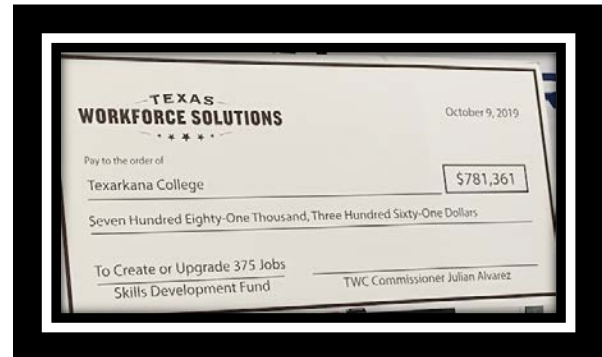 TEXAS
WORKFORCE SOLUTIONS
October 9, 2019
Pay to the order of
Texarkana College
$781,361
Seven Hundred Eighty-One Thousand, Three Hundred Sixty-One Dollars
To Create or Upgrade 375 Jobs
Skills Development Fund
TWC Commissioner Julian Alvarez